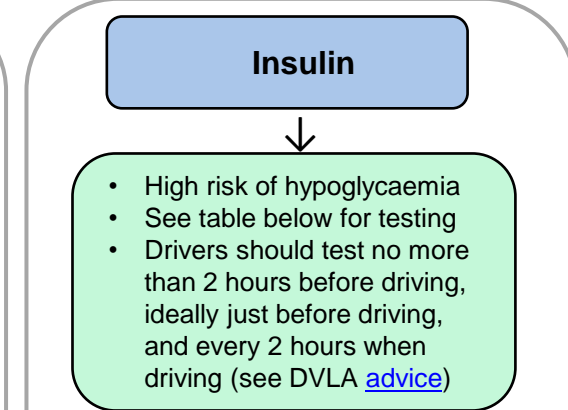 Insulin
• High risk of hypoglycaemia
• See table below for testing
• Drivers should test no more
than 2 hours before driving,
ideally just before driving,
and every 2 hours when
driving (see DVLA advice)